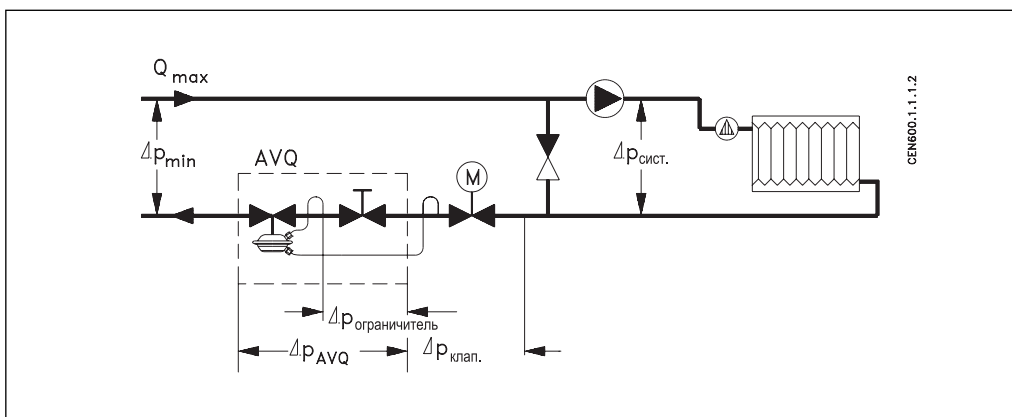 Q max
CEN600.1.1.1.2
Δp min
AVQ
M
Δp сист.
Δp ограничитель
Δp AVQ
Δp клап.